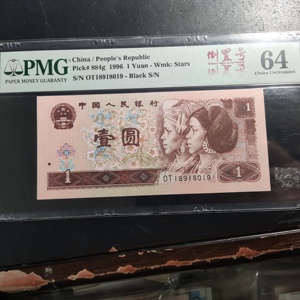 PMG
PAPER MONEY GUARANTY
China / People's Republic
Pick# 884g 1996 1 Yuan - Wmk: Stars
S/N OT18918019 - Black S/N
64
Choice Uncirculated
中国人民银行
1
壹圆
1
OT18918019